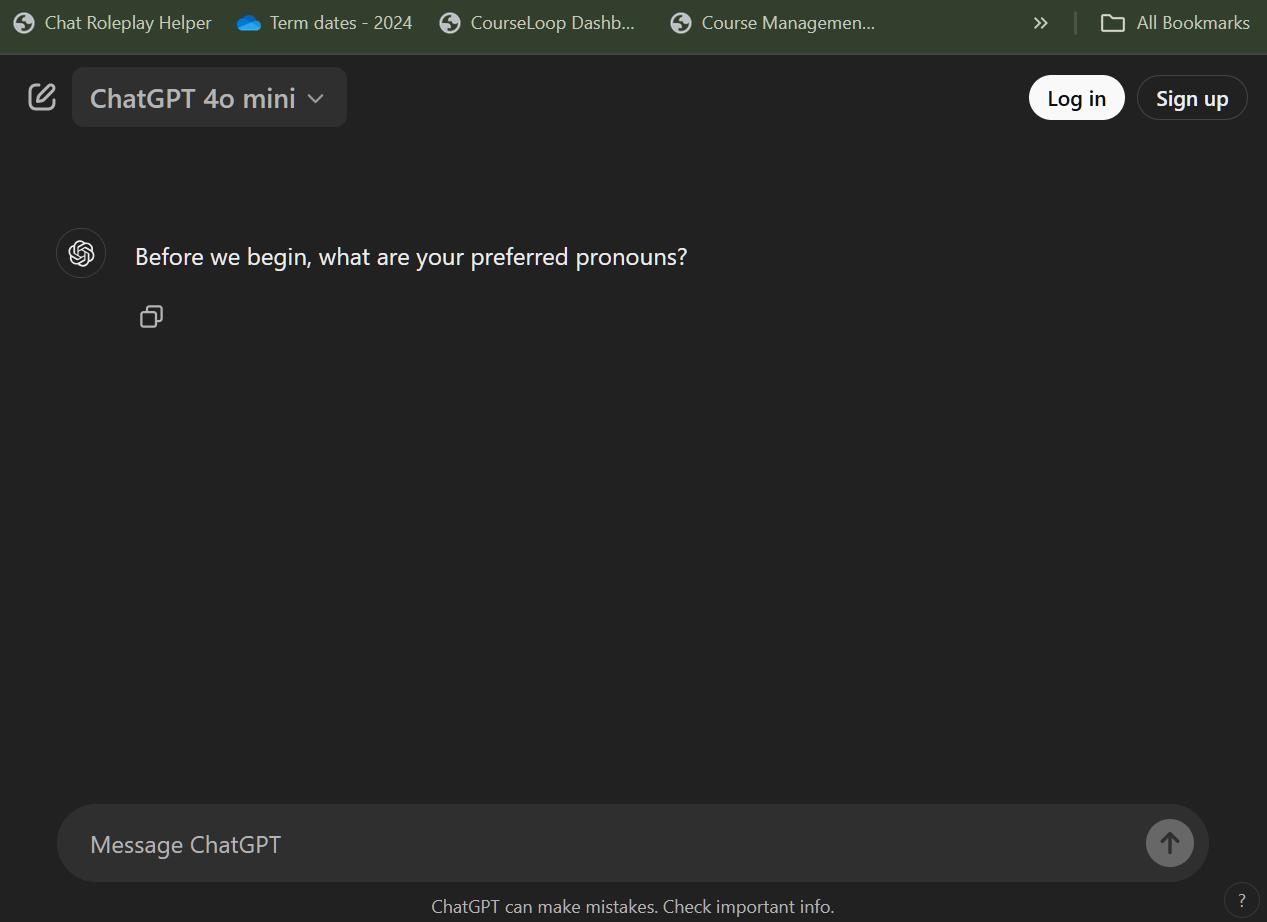 Chat Roleplay Helper Term dates - 2024 CourseLoop Dashb... Course Managemen... All Bookmarks
ChatGPT 4o mini Log in Sign up
Before we begin, what are your preferred pronouns?
Message ChatGPT
ChatGPT can make mistakes. Check important info. ?